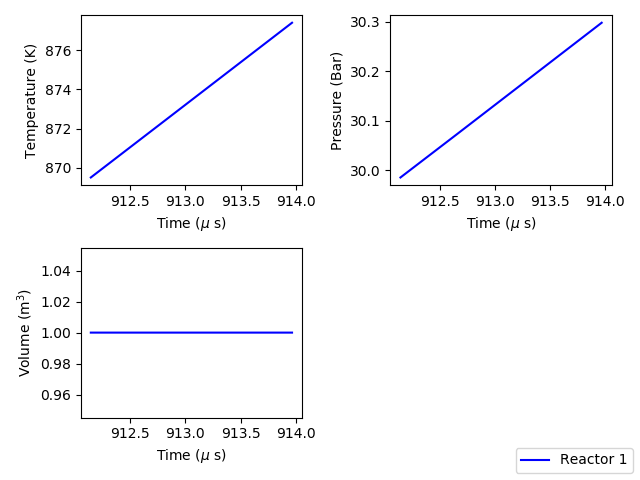 Temperature (K)
876
874
872
870
912.5 913.0 913.5 914.0
Time (μ s)
Pressure (Bar)
30.3
30.2
30.1
30.0
912.5 913.0 913.5 914.0
Time (μ s)
Volume (m³)
1.04
1.02
1.00
0.98
0.96
912.5 913.0 913.5 914.0
Time (μ s)
Reactor 1